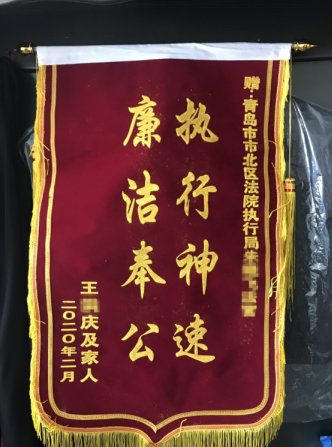 赠·青岛市市北区法院执行局
执行神速
廉洁奉公
王 庆及家人
二〇二〇年二月